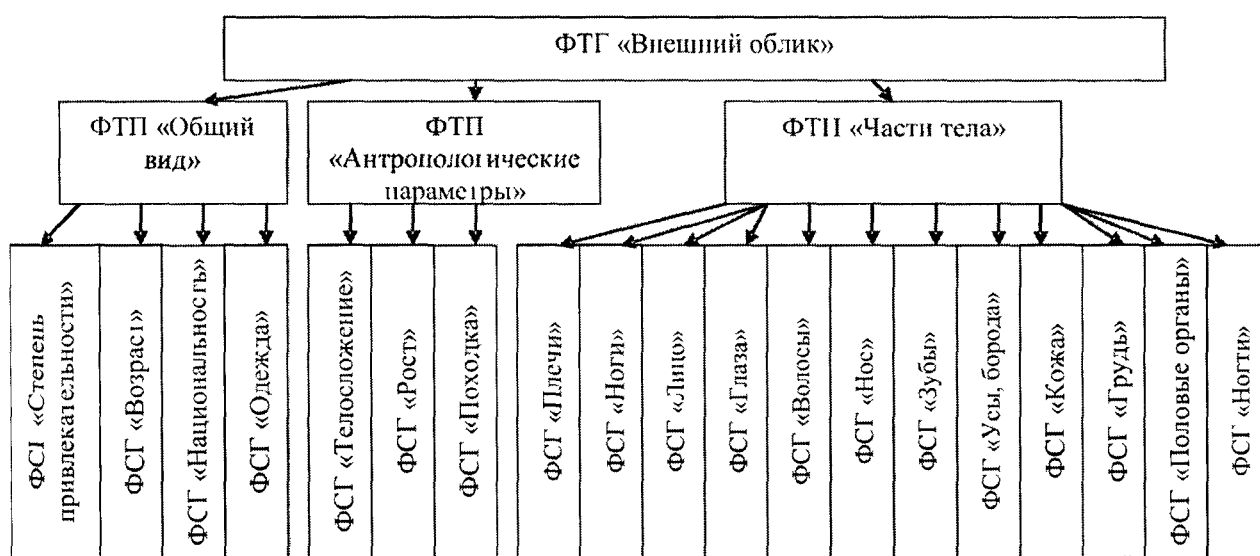 ФТГ «Внешний облик»
ФТП «Общий
вид»
ФТП
«Антропологические
параметры»
ФТП «Части тела»
ФСГ «Степень
привлекательности»
ФСГ «Возраст»
ФСГ «Национальность»
ФСГ «Одежда»
ФСГ «Телосложение»
ФСГ «Рост»
ФСГ «Походка»
ФСГ «Плечи»
ФСГ «Ноги»
ФСГ «Лицо»
ФСГ «Глаза»
ФСГ «Волосы»
ФСГ «Нос»
ФСГ «Зубы»
ФСГ «Усы, борода»
ФСГ «Кожа»
ФСГ «Грудь»
ФСГ «Половые органы»
ФСГ «Ногти»